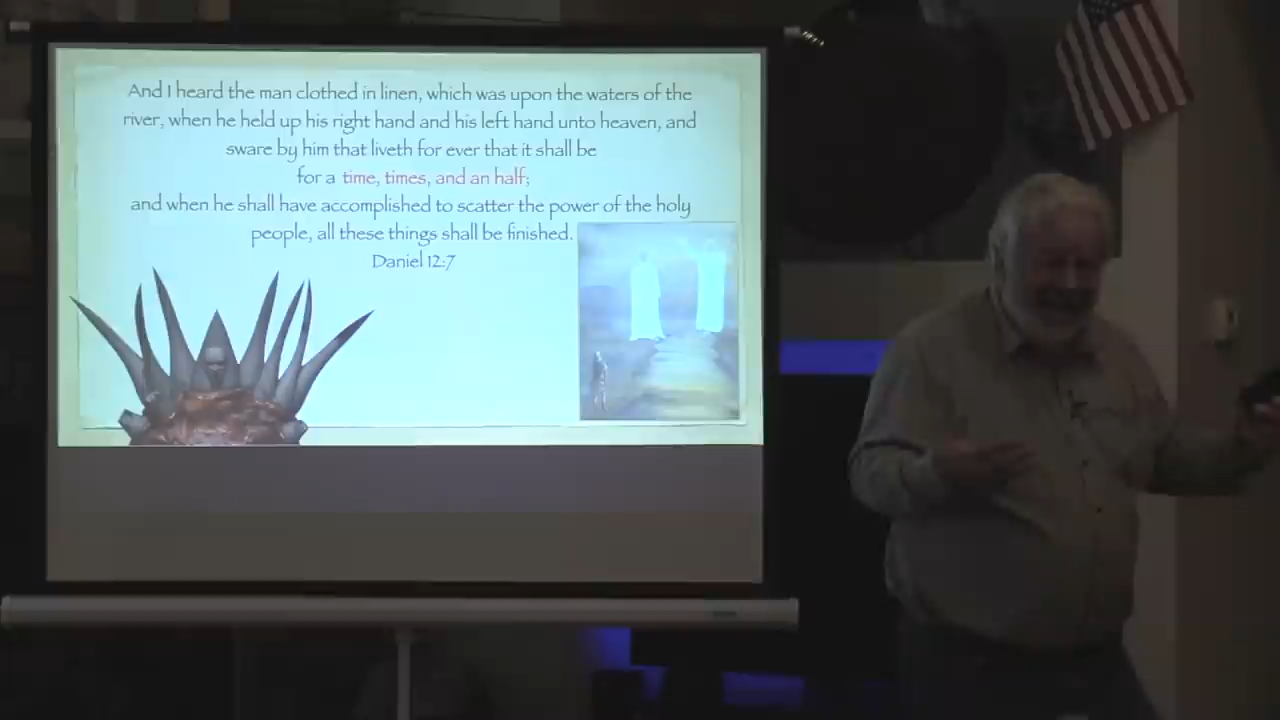 And I heard the man clothed in linen, which was upon the waters of the
river, when he held up his right hand and his left hand unto heaven, and
sware by him that liveth for ever that it shall be
for a time, times, and an half;
and when he shall have accomplished to scatter the power of the holy
people, all these things shall be finished.
Daniel 12:7